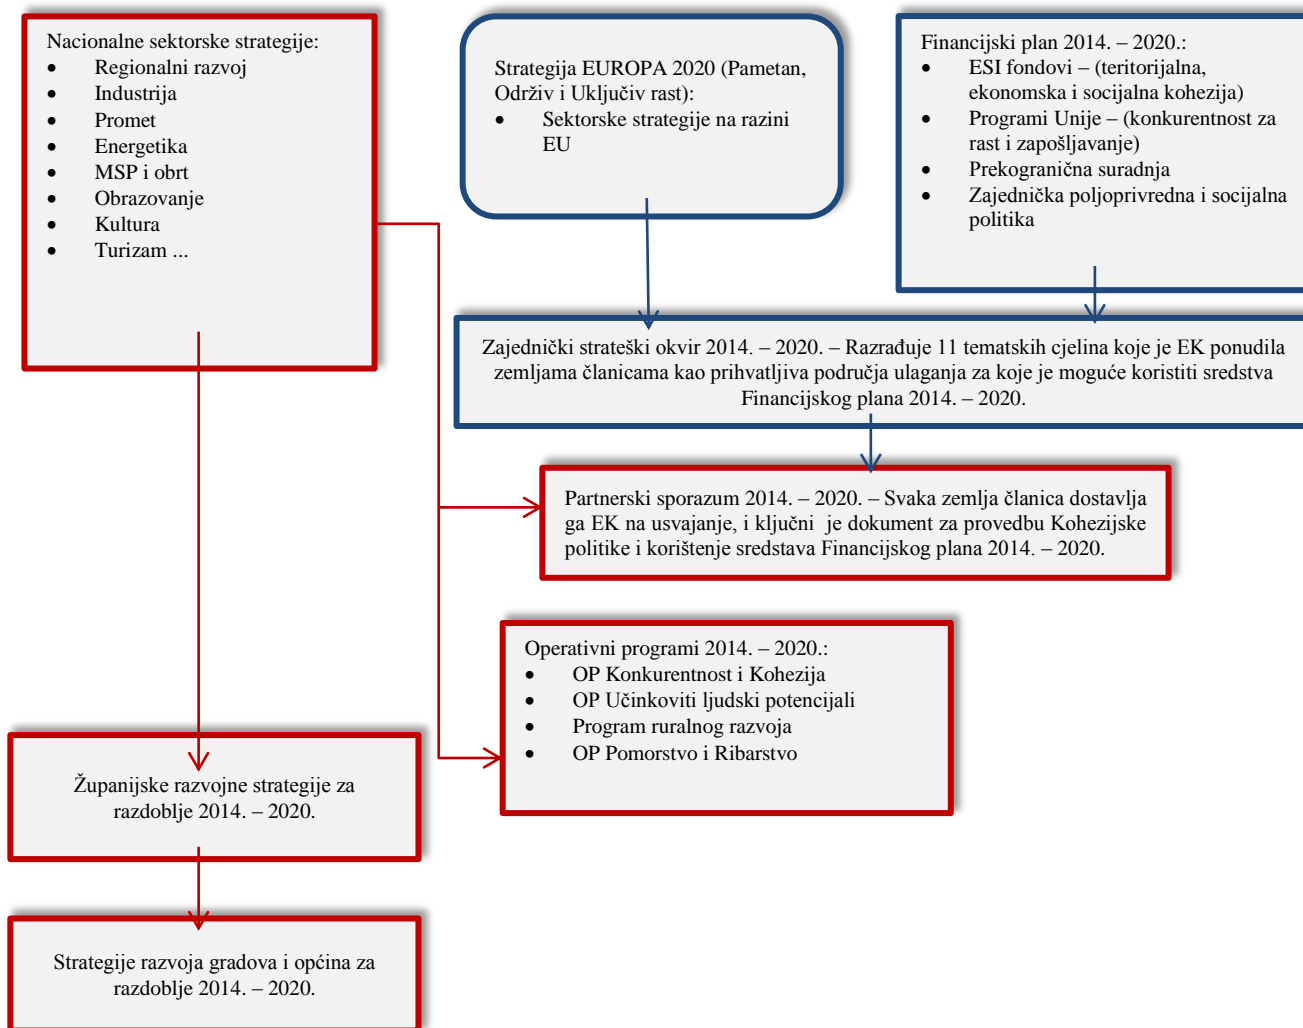 Nacionalne sektorske strategije:
• Regionalni razvoj
• Industrija
• Promet
• Energetika
• MSP i obrt
• Obrazovanje
• Kultura
• Turizam ...
Strategija EUROPA 2020 (Pametan,
Održiv i Uključiv rast):
• Sektorske strategije na razini
EU
Financijski plan 2014. – 2020.:
• ESI fondovi – (teritorijalna,
ekonomska i socijalna kohezija)
• Programi Unije – (konkurentnost za
rast i zapošljavanje)
• Prekogranična suradnja
• Zajednička poljoprivredna i socijalna
politika
Zajednički strateški okvir 2014. – 2020. – Razrađuje 11 tematskih cjelina koje je EK ponudila
zemljama članicama kao prihvatljiva područja ulaganja za koje je moguće koristiti sredstva
Financijskog plana 2014. – 2020.
Partnerski sporazum 2014. – 2020. – Svaka zemlja članica dostavlja
ga EK na usvajanje, i ključni je dokument za provedbu Kohezijske
politike i korištenje sredstava Financijskog plana 2014. – 2020.
Operativni programi 2014. – 2020.:
• OP Konkurentnost i Kohezija
• OP Učinkoviti ljudski potencijali
• Program ruralnog razvoja
• OP Pomorstvo i Ribarstvo
Županijske razvojne strategije za
razdoblje 2014. – 2020.
Strategije razvoja gradova i općina za
razdoblje 2014. – 2020.